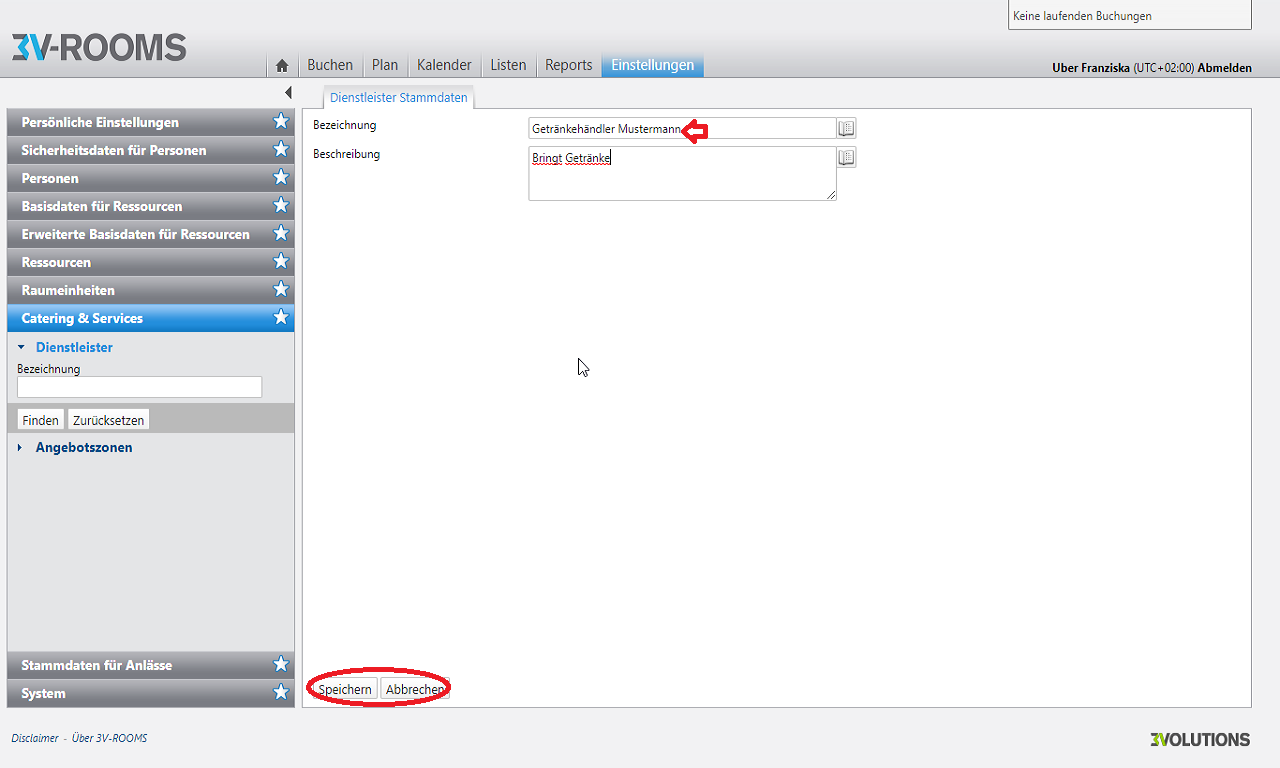 Keine laufenden Buchungen
3V-ROOMS
Buchen Plan Kalender Listen Reports Einstellungen
Uber Franziska (UTC+02:00) Abmelden
Dienstleister Stammdaten
Persönliche Einstellungen
Sicherheitsdaten für Personen
Personen
Basisdaten für Ressourcen
Erweiterte Basisdaten für Ressourcen
Ressourcen
Raumeinheiten
Catering & Services
Dienstleister
Bezeichnung
Finden Zurücksetzen
Angebotszonen
Stammdaten für Anlässe
System
Bezeichnung Getränkehändler Mustermann
Beschreibung Bringt Getränke
Speichern Abbrechen
Disclaimer - Über 3V-ROOMS
3VOLUTIONS